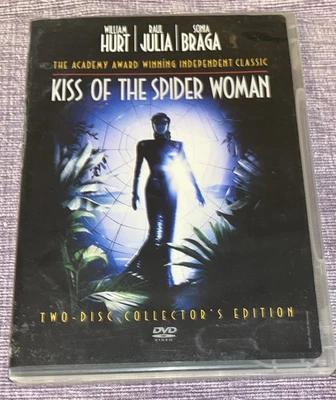 WILLIAM HURT RAUL JULIA SONIA BRAGA
THE ACADEMY AWARD WINNING INDEPENDENT CLASSIC
KISS OF THE SPIDER WOMAN
TWO-DISC COLLECTOR'S EDITION
DVD
VIDEO